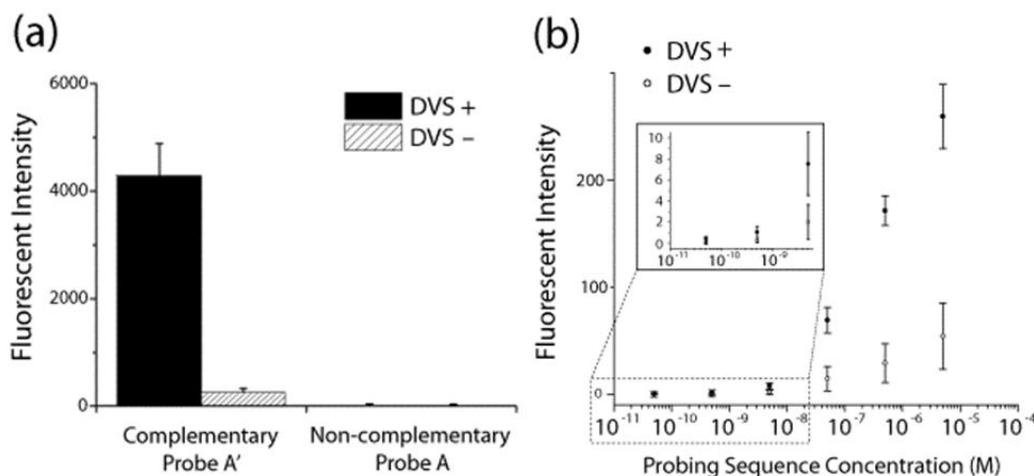 (a)
Fluorescent Intensity
6000
4000
2000
0
DVS +
DVS −
Complementary
Probe A′
Non-complementary
Probe A
(b)
DVS +
DVS −
Fluorescent Intensity
200
100
0
10
8
6
4
2
0
10⁻¹¹ 10⁻¹⁰ 10⁻⁹
10⁻¹¹ 10⁻¹⁰ 10⁻⁹ 10⁻⁸ 10⁻⁷ 10⁻⁶ 10⁻⁵ 10⁻⁴
Probing Sequence Concentration (M)